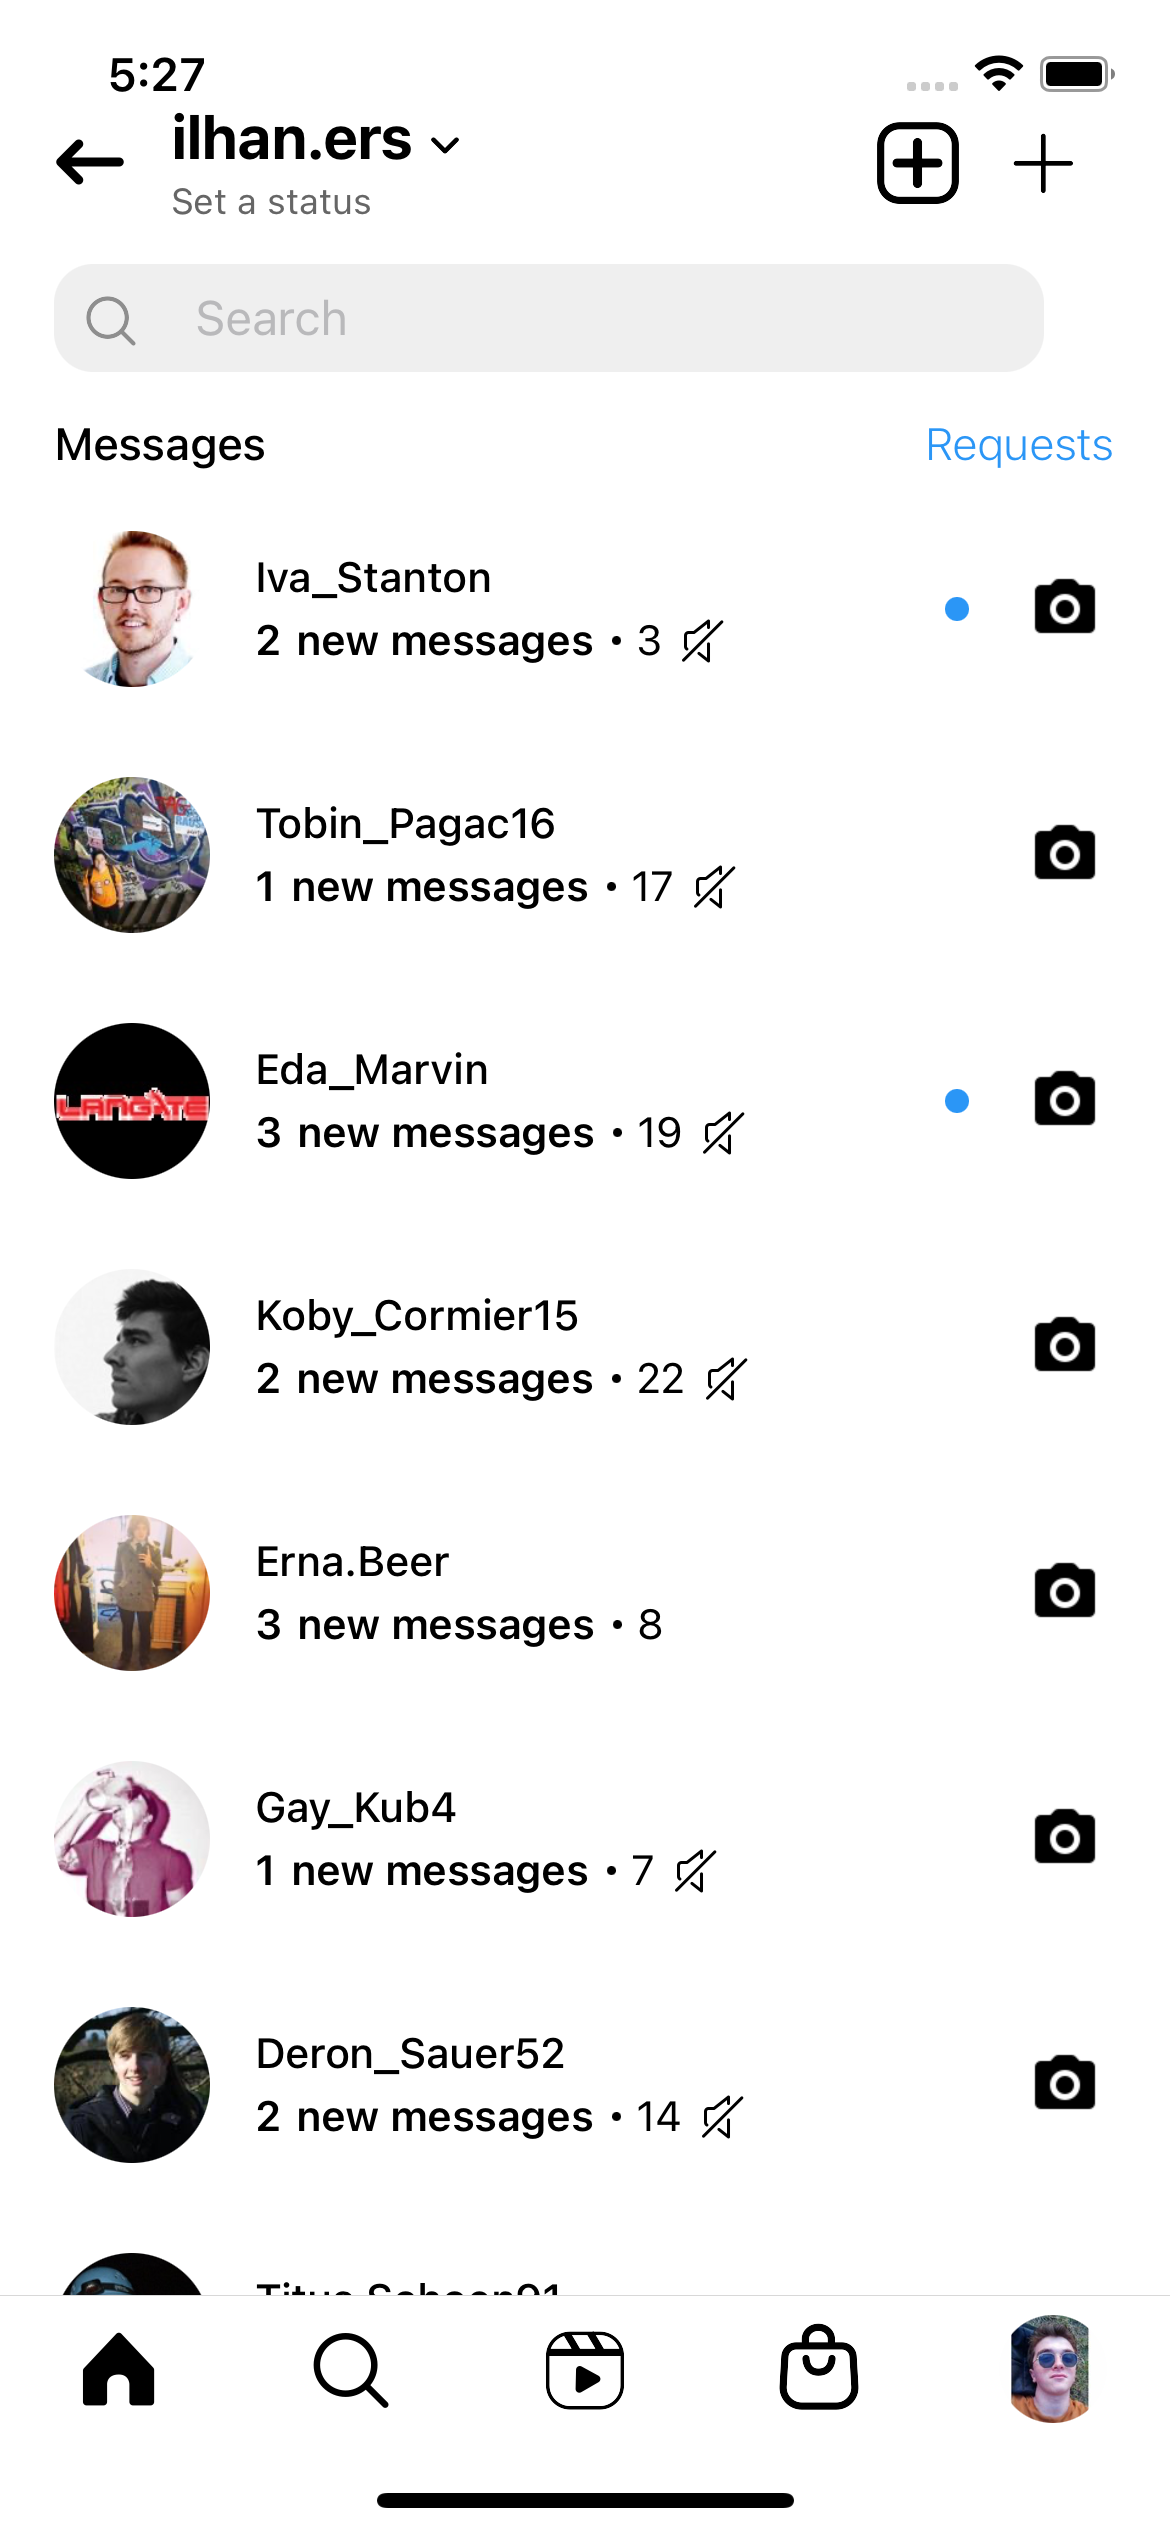 5:27
ilhan.ers
Set a status
Search
Messages
Requests
Iva_Stanton
2 new messages • 3
Tobin_Pagac16
1 new messages • 17
LANGATE
Eda_Marvin
3 new messages • 19
Koby_Cormier15
2 new messages • 22
Erna.Beer
3 new messages • 8
Gay_Kub4
1 new messages • 7
Deron_Sauer52
2 new messages • 14